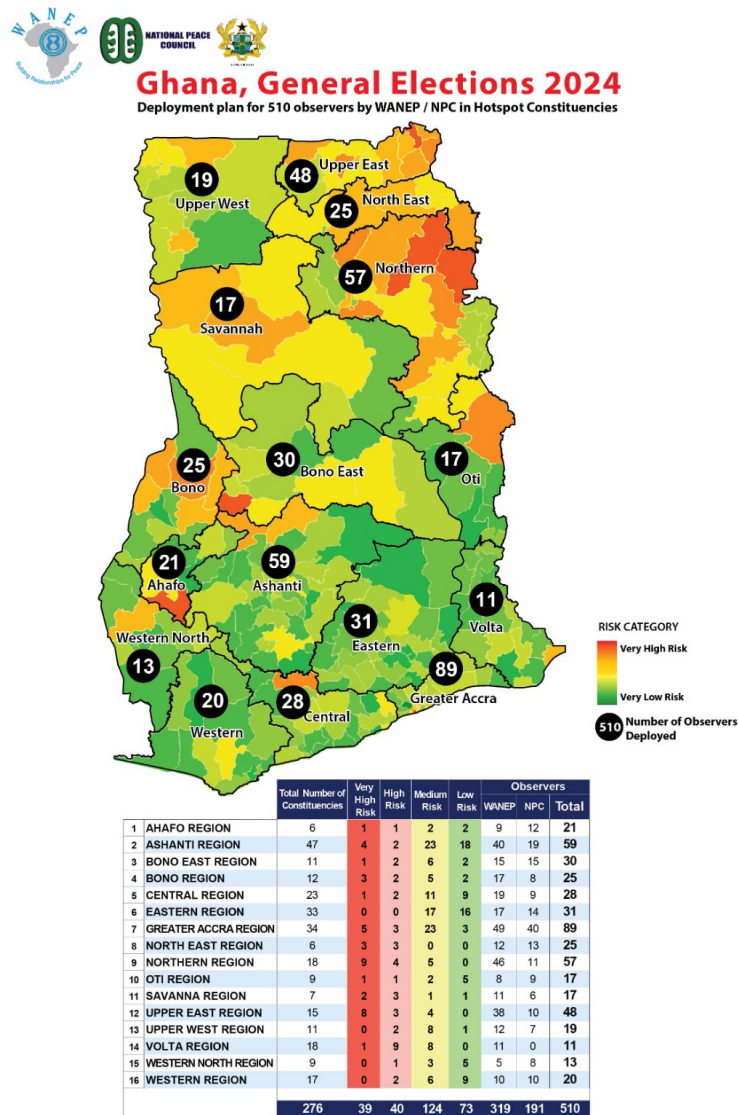 WANEP
Building Relationships for Peace
NATIONAL PEACE
COUNCIL
Ghana, General Elections 2024
Deployment plan for 510 observers by WANEP / NPC in Hotspot Constituencies
19
Upper West
48
Upper East
25
North East
57
Northern
17
Savannah
25
Bono
30
Bono East
17
Oti
21
Ahafo
59
Ashanti
11
Volta
31
Eastern
Western North
13
89
Greater Accra
20
Western
28
Central
RISK CATEGORY
Very High Risk
Very Low Risk
510 Number of Observers
Deployed
Total Number of Constituencies Very High Risk High Risk Medium Risk Low Risk Observers
WANEP NPC Total
1 AHAFO REGION 6 1 1 2 2 9 12 21
2 ASHANTI REGION 47 4 2 23 18 40 19 59
3 BONO EAST REGION 11 1 2 6 2 15 15 30
4 BONO REGION 12 3 2 5 2 17 8 25
5 CENTRAL REGION 23 1 2 11 9 19 9 28
6 EASTERN REGION 33 0 0 17 16 17 14 31
7 GREATER ACCRA REGION 34 5 3 23 3 49 40 89
8 NORTH EAST REGION 6 3 3 0 0 12 13 25
9 NORTHERN REGION 18 9 4 5 0 46 11 57
10 OTI REGION 9 1 1 2 5 8 9 17
11 SAVANNA REGION 7 2 3 1 1 11 6 17
12 UPPER EAST REGION 15 8 3 4 0 38 10 48
13 UPPER WEST REGION 11 0 2 8 1 12 7 19
14 VOLTA REGION 18 1 9 8 0 11 0 11
15 WESTERN NORTH REGION 9 0 1 3 5 5 8 13
16 WESTERN REGION 17 0 2 6 9 10 10 20
276 39 40 124 73 319 191 510